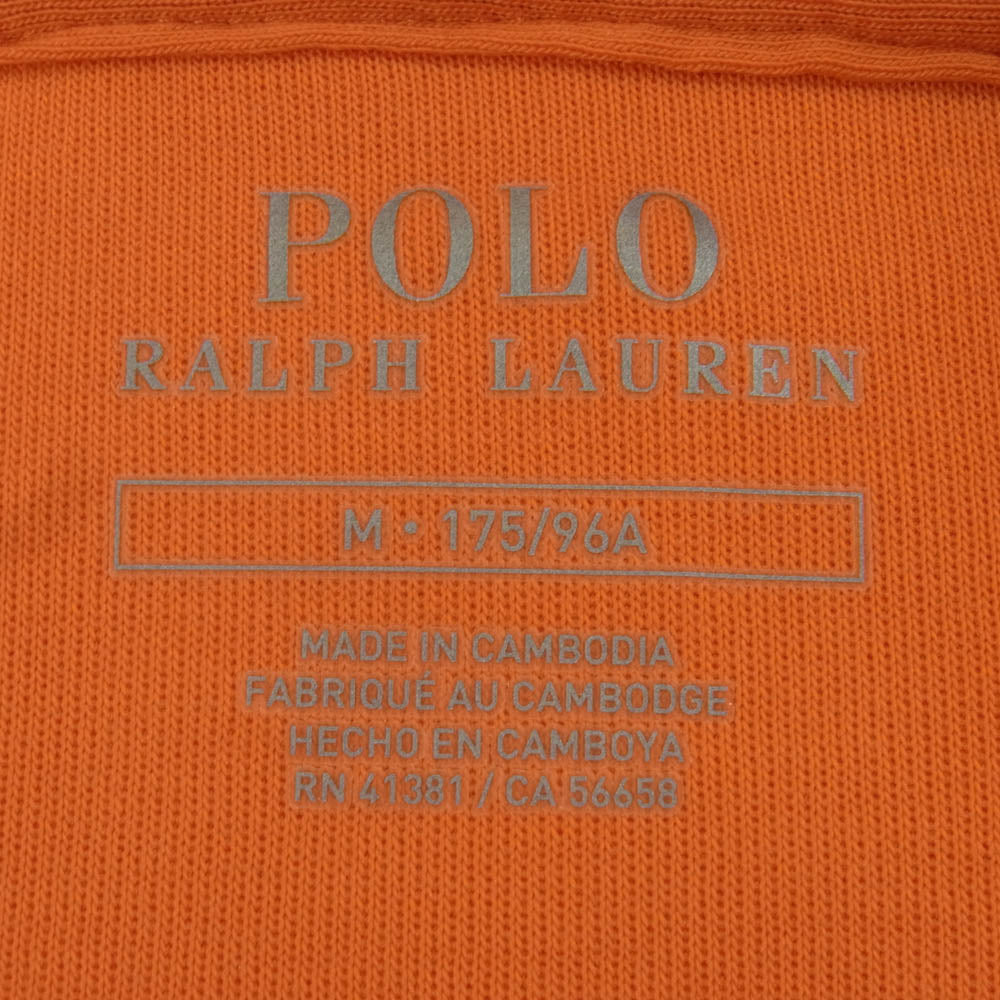 POLO
RALPH LAUREN
M • 175/96A
MADE IN CAMBODIA
FABRIQUÉ AU CAMBODGE
HECHO EN CAMBOYA
RN 41381 / CA 56658